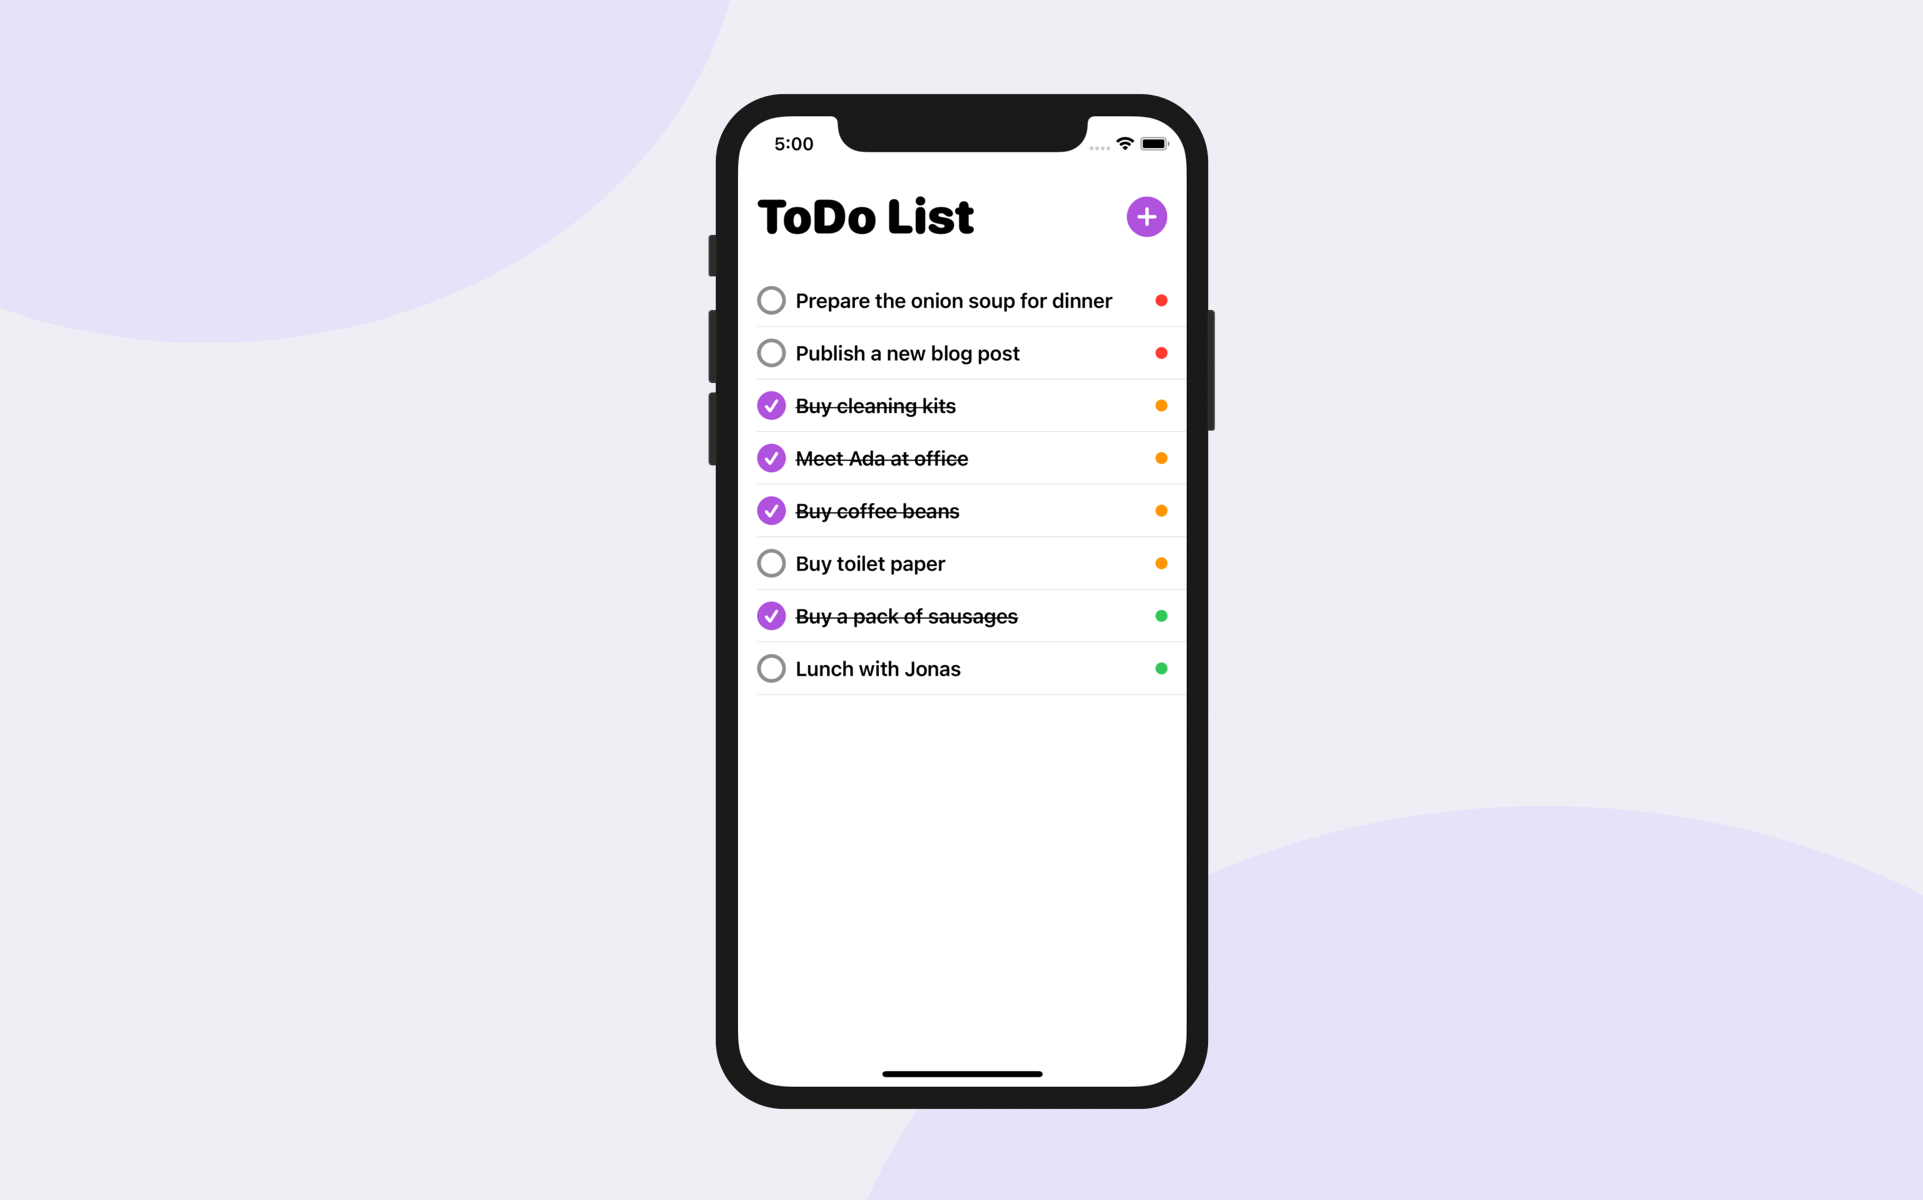 5:00
ToDo List
Prepare the onion soup for dinner
Publish a new blog post
Buy cleaning kits
Meet Ada at office
Buy coffee beans
Buy toilet paper
Buy a pack of sausages
Lunch with Jonas